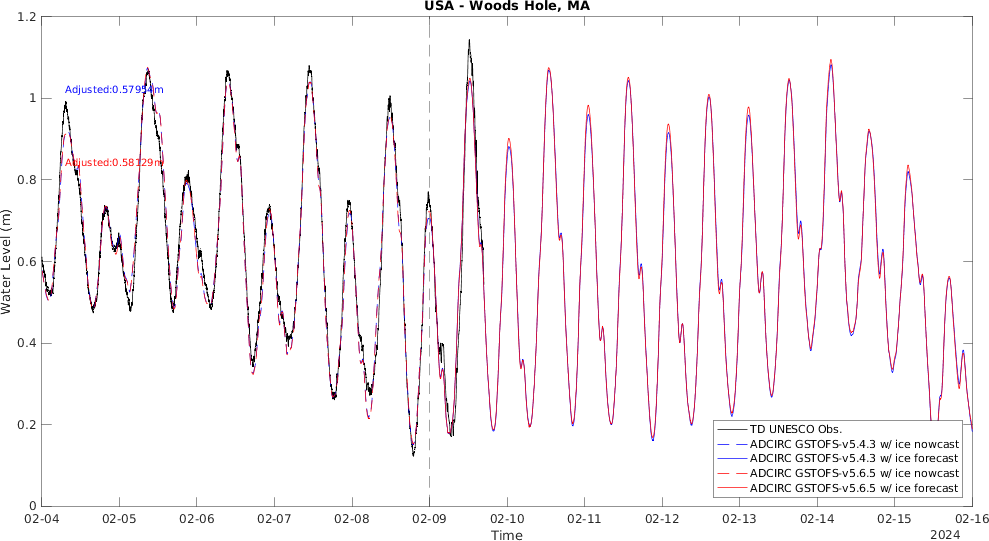 USA - Woods Hole, MA
1.2
1
0.8
0.6
0.4
0.2
0
Water Level (m)
Adjusted:0.57954m
Adjusted:0.58129m
TD UNESCO Obs.
ADCIRC GSTOFS-v5.4.3 w/ ice nowcast
ADCIRC GSTOFS-v5.4.3 w/ ice forecast
ADCIRC GSTOFS-v5.6.5 w/ ice nowcast
ADCIRC GSTOFS-v5.6.5 w/ ice forecast
02-04 02-05 02-06 02-07 02-08 02-09 02-10 02-11 02-12 02-13 02-14 02-15 02-16
Time
2024